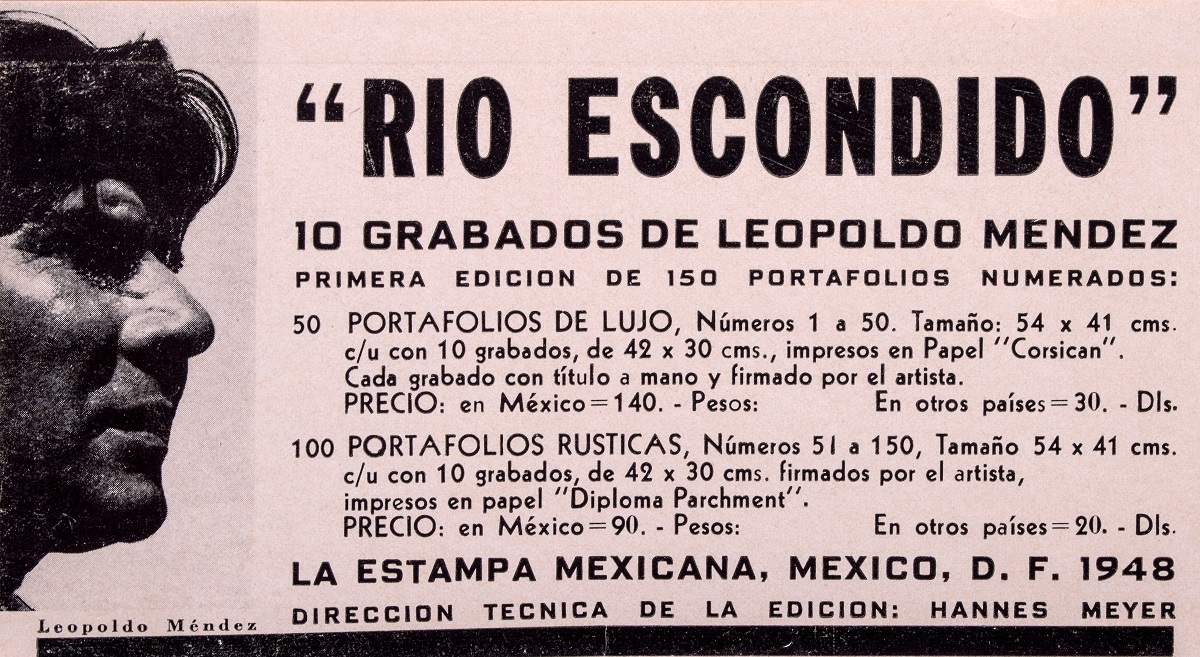 “RIO ESCONDIDO”
10 GRABADOS DE LEOPOLDO MÉNDEZ
PRIMERA EDICION DE 150 PORTAFOLIOS NUMERADOS:
50 PORTAFOLIOS DE LUJO, Números 1 a 50. Tamaño: 54 x 41 cms.
c/u con 10 grabados, de 42 x 30 cms., impresos en Papel "Corsican".
Cada grabado con título a mano y firmado por el artista.
PRECIO: en México=140. - Pesos: En otros países=30. - Dls.
100 PORTAFOLIOS RUSTICAS, Números 51 a 150, Tamaño 54 x 41 cms.
c/u con 10 grabados, de 42 x 30 cms. firmados por el artista,
impresos en papel "Diploma Parchment".
PRECIO: en México=90. - Pesos: En otros países=20. - Dls.
LA ESTAMPA MEXICANA, MEXICO, D. F. 1948
DIRECCION TECNICA DE LA EDICION: HANNES MEYER
Leopoldo Méndez